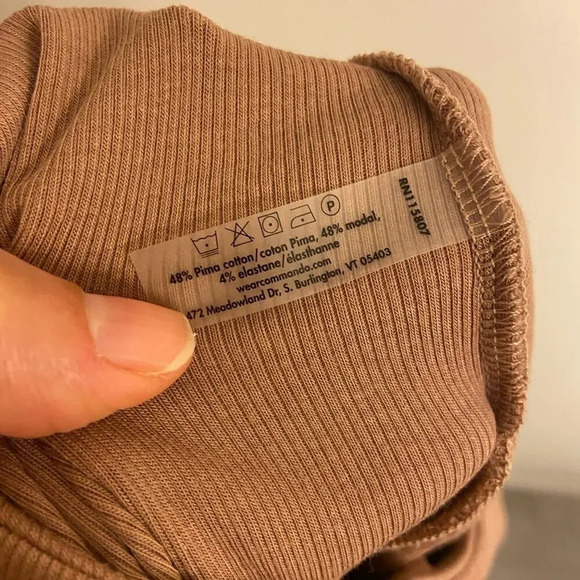 48% Pima cotton/coton Pima, 48% modal,
4% elastane/élasthanne
wearcommando.com
472 Meadowland Dr, S. Burlington, VT 05403
RN115807
P